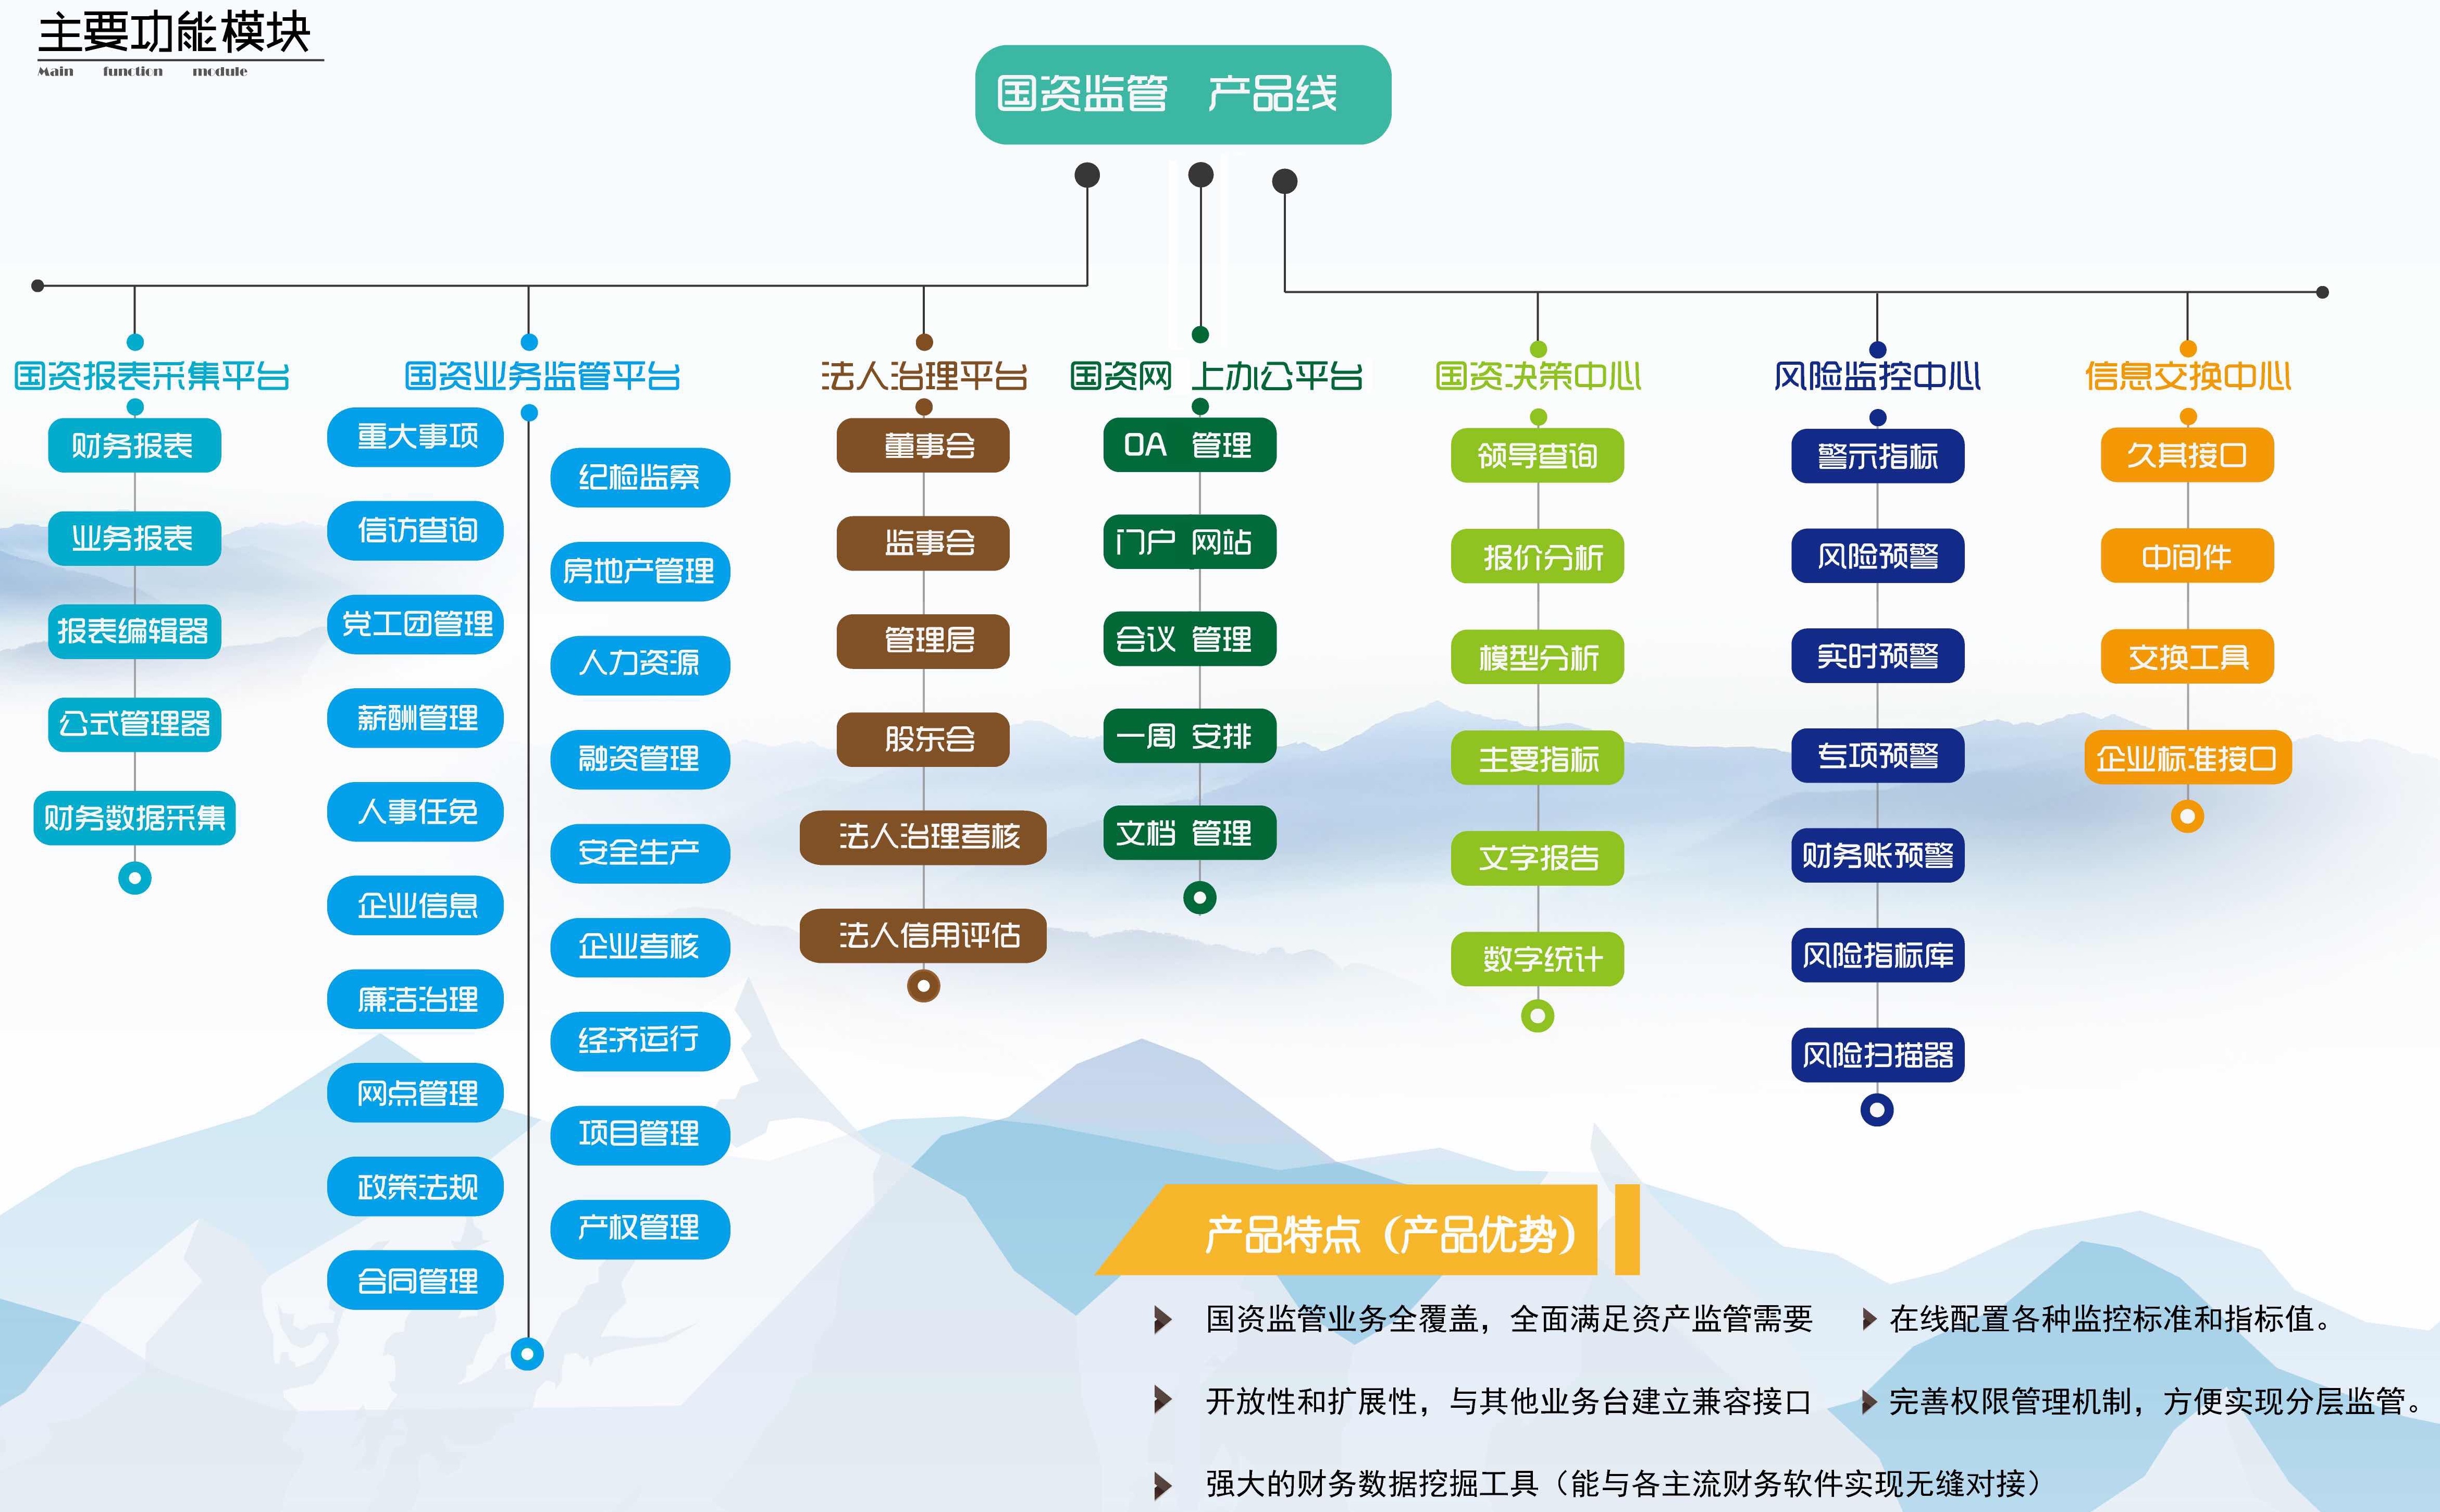 主要功能模块
Main function module
国资监管 产品线
国资报表采集平台
财务报表
业务报表
报表编辑器
公式管理器
财务数据采集
国资业务监管平台
重大事项
信访查询
党工团管理
薪酬管理
人事任免
企业信息
廉洁治理
网点管理
政策法规
合同管理
纪检监察
房地产管理
人力资源
融资管理
安全生产
企业考核
经济运行
项目管理
产权管理
法人治理平台
董事会
监事会
管理层
股东会
法人治理考核
法人信用评估
国资网 上办公平台
OA 管理
门户 网站
会议 管理
一周 安排
文档 管理
国资决策中心
领导查询
报价分析
模型分析
主要指标
文字报告
数字统计
风险监控中心
警示指标
风险预警
实时预警
专项预警
财务账预警
风险指标库
风险扫描器
信息交换中心
久其接口
中间件
交换工具
企业标准接口
产品特点（产品优势）
国资监管业务全覆盖，全面满足资产监管需要
在线配置各种监控标准和指标值。
开放性和扩展性，与其他业务台建立兼容接口
完善权限管理机制，方便实现分层监管。
强大的财务数据挖掘工具（能与各主流财务软件实现无缝对接）